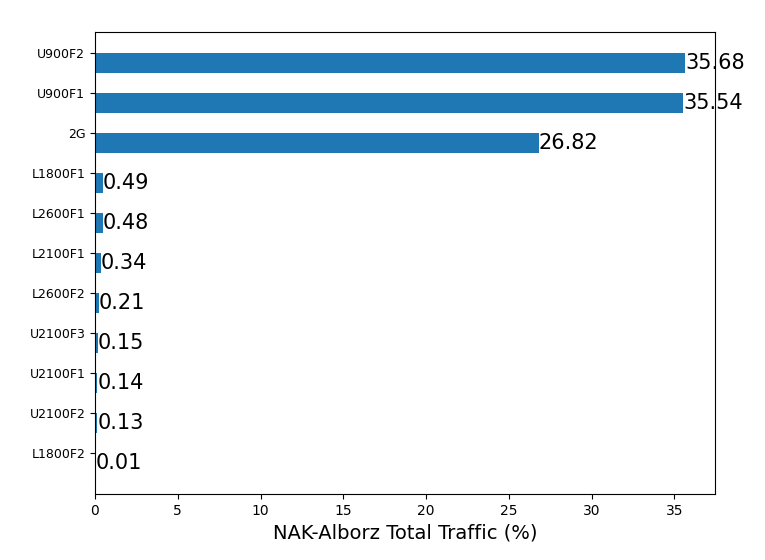 U900F2 35.68
U900F1 35.54
2G 26.82
L1800F1 0.49
L2600F1 0.48
L2100F1 0.34
L2600F2 0.21
U2100F3 0.15
U2100F1 0.14
U2100F2 0.13
L1800F2 0.01
0 5 10 15 20 25 30 35
NAK-Alborz Total Traffic (%)